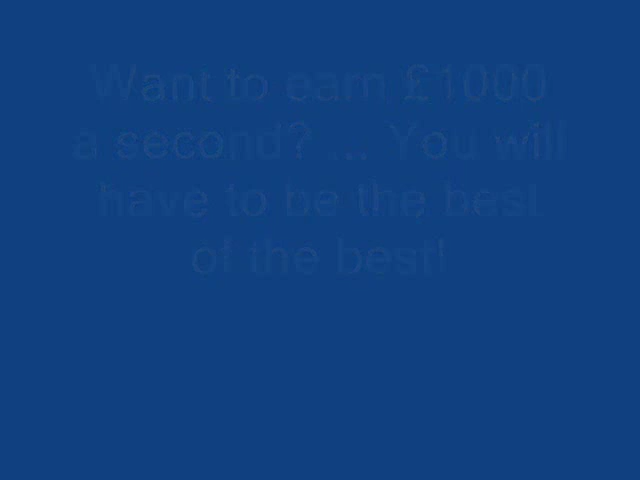 Want to earn £1000
a second? ... You will
have to be the best
of the best!